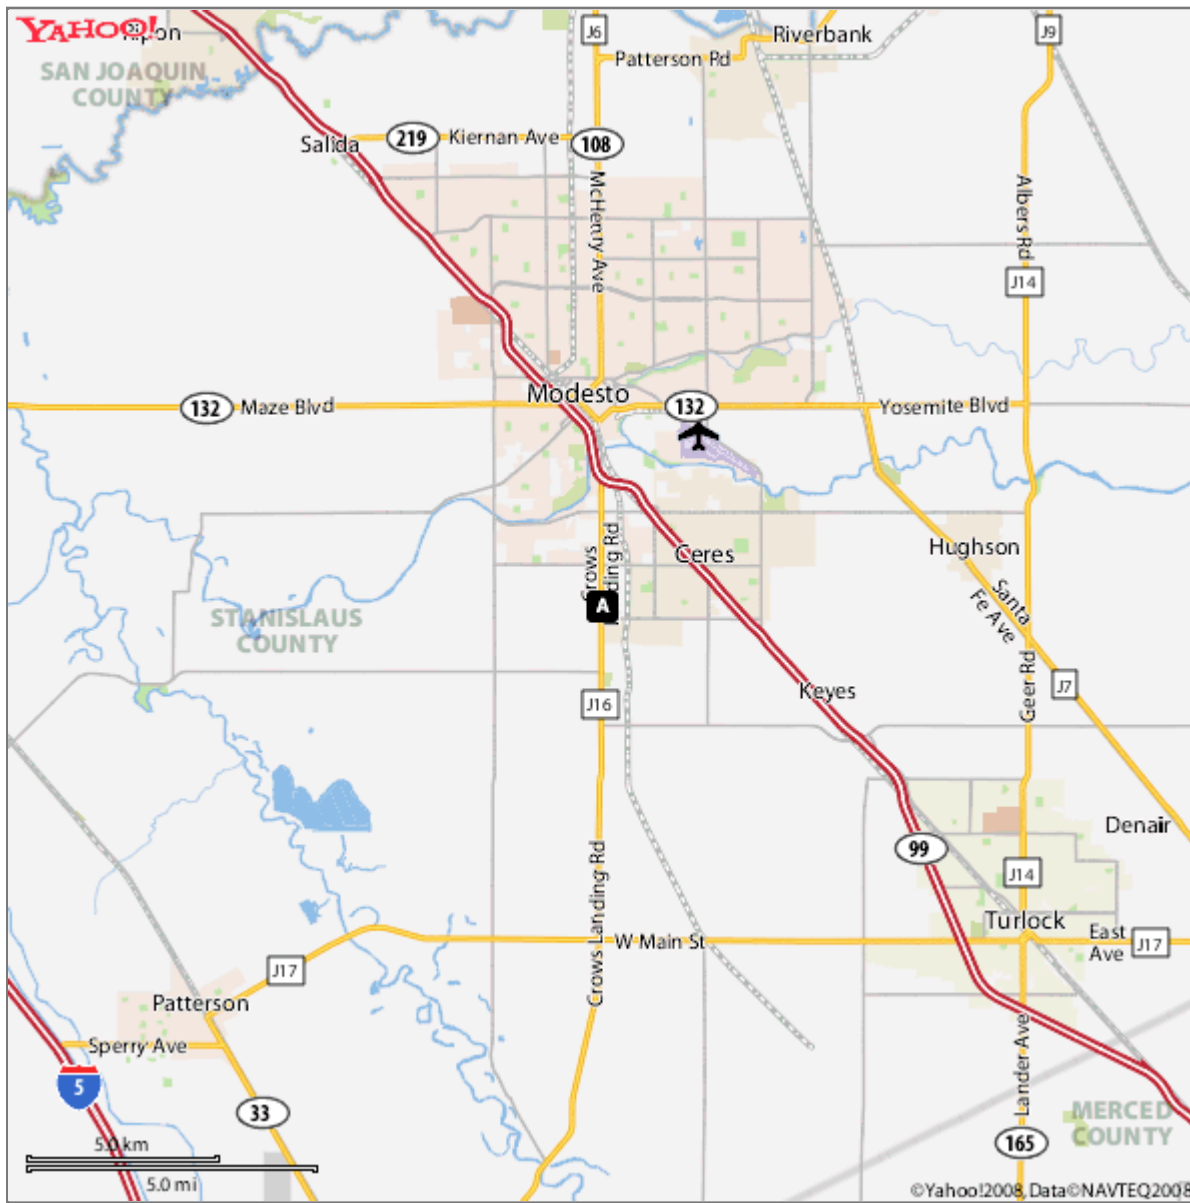 YAHOO!
Ripon
J6
Riverbank
J9
Patterson Rd
SAN JOAQUIN
COUNTY
Salida
219
Kiernan Ave
108
McHenry Ave
Albers Rd
J14
Modesto
132
Maze Blvd
132
Yosemite Blvd
Crows
Landing Rd
Ceres
Hughson
A
STANISLAUS
COUNTY
Santa
Fe Ave
Geer Rd
J7
Keyes
J16
Denair
99
J14
Crows Landing Rd
Turlock
W Main St
East
Ave
J17
J17
Patterson
Sperry Ave
5
33
Lander Ave
MERCED
COUNTY
165
5.0 km
5.0 mi
©Yahoo!2008, Data©NAVTEQ2008